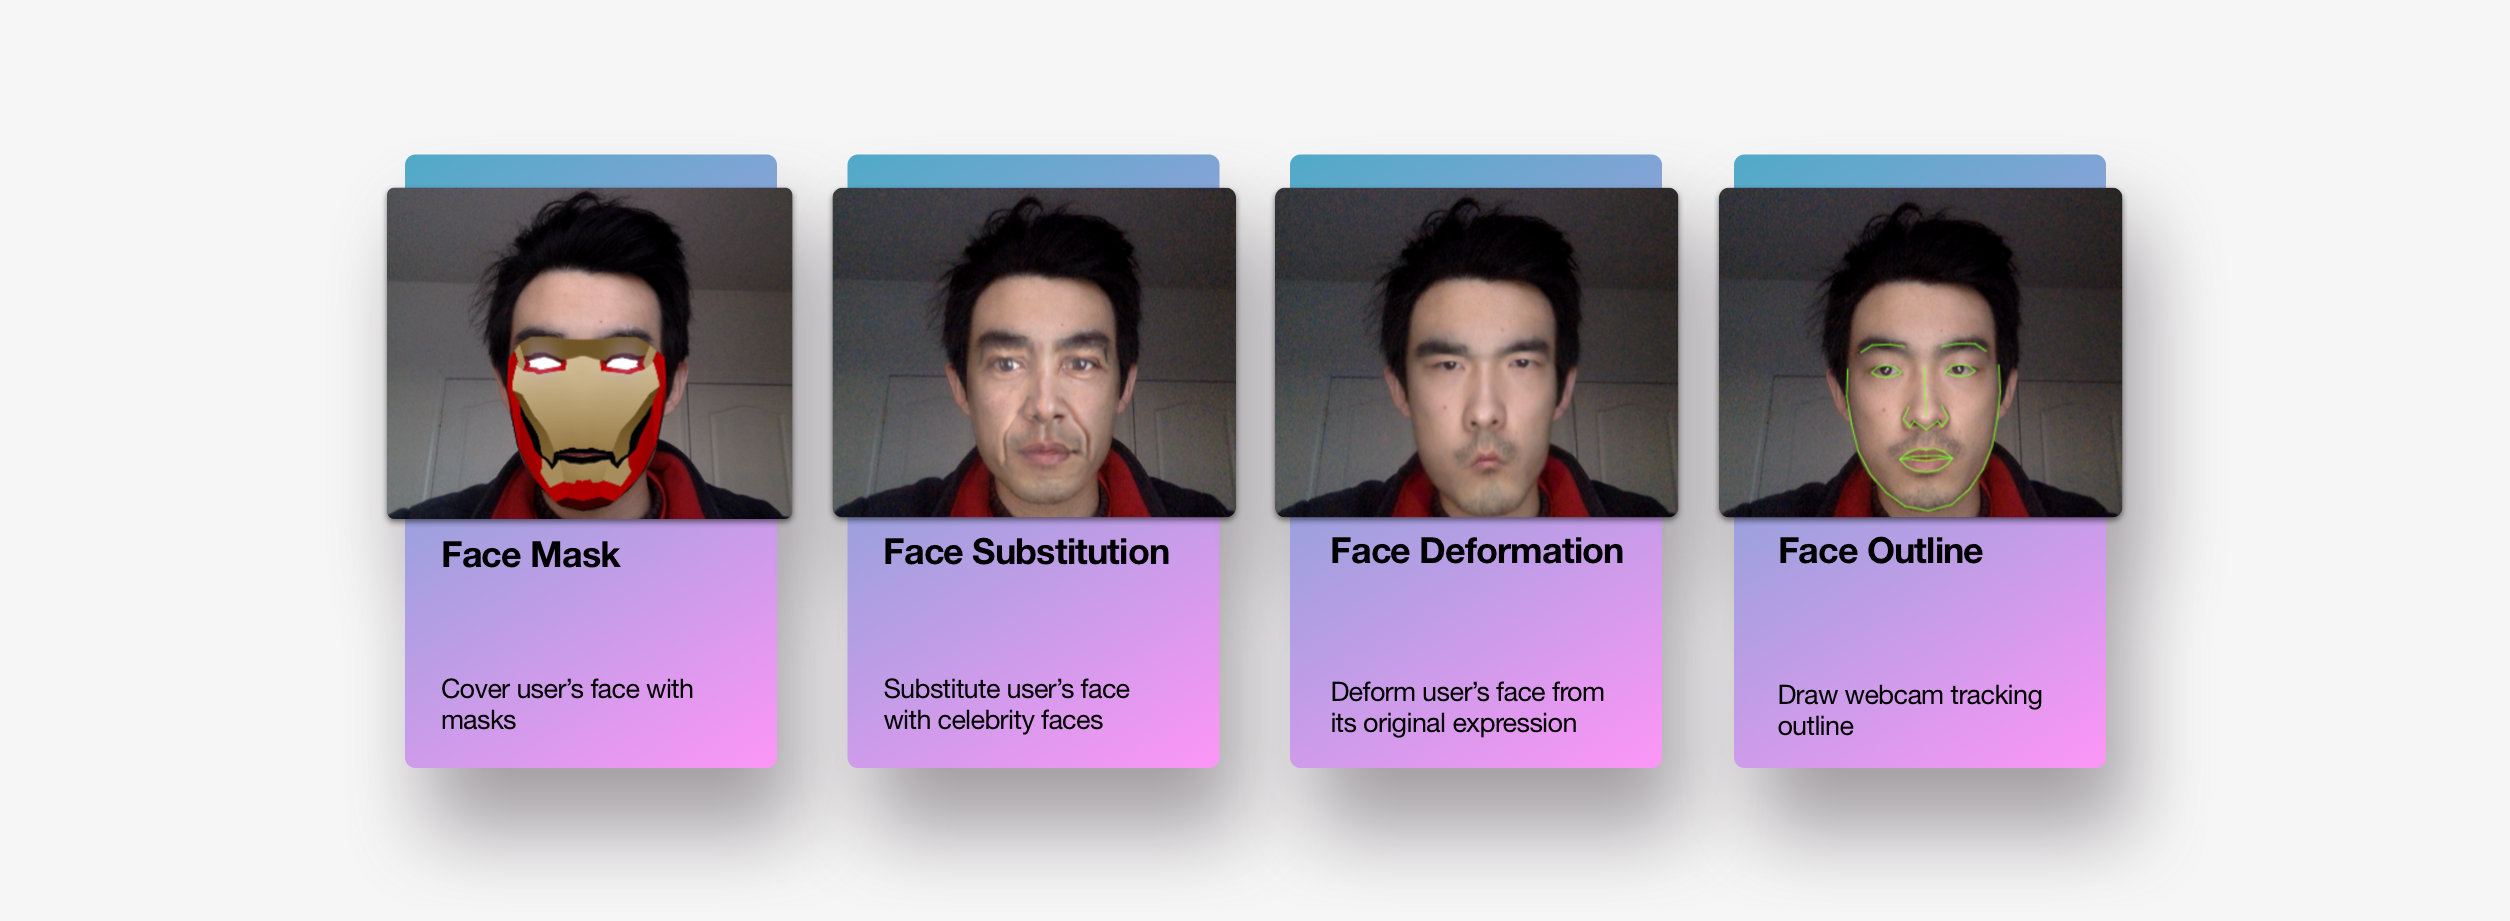 Face Mask
Cover user’s face with
masks
Face Substitution
Substitute user’s face
with celebrity faces
Face Deformation
Deform user’s face from
its original expression
Face Outline
Draw webcam tracking
outline